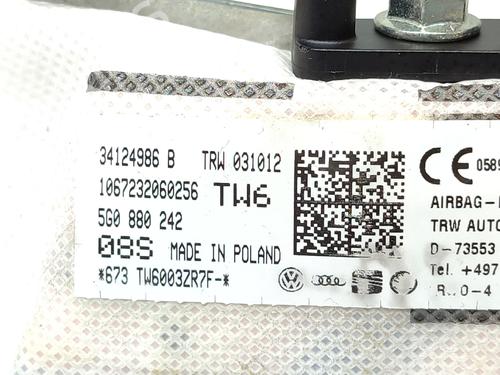 34124986 B TRW 031012
1067232060256 TW6
5G0 880 242
08S MADE IN POLAND
*673 TW6003ZR7F-*
CE 0589
AIRBAG-
TRW AUTO
D-73553
Tel. +497